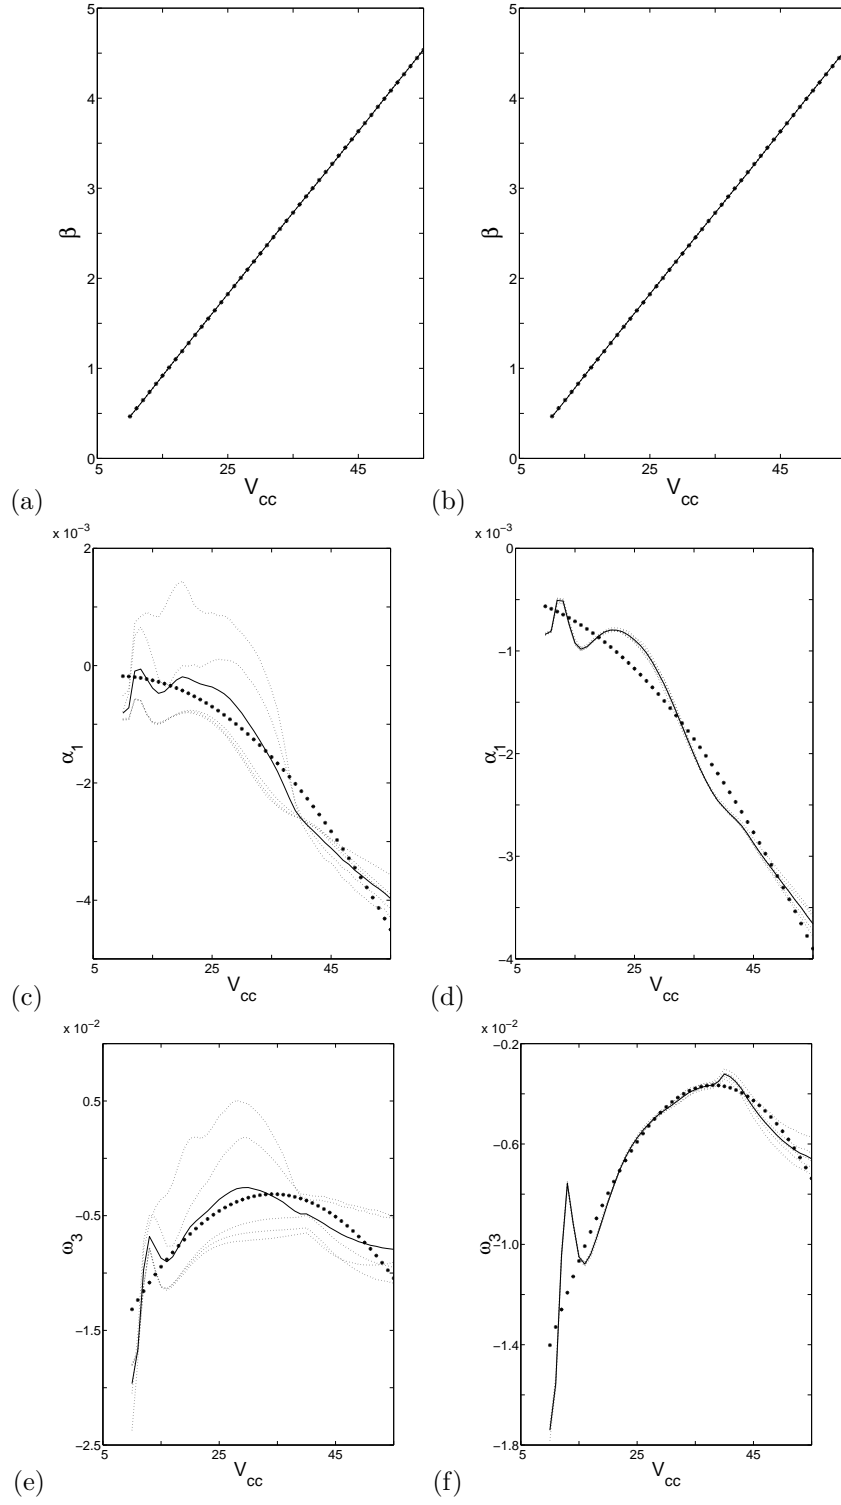 5
4
3
2
1
0
β
5 25 45
V_cc
(a)
5
4
3
2
1
0
β
5 25 45
V_cc
(b)
x 10^−3
2
0
−2
−4
α_1
5 25 45
V_cc
(c)
x 10^−3
0
−1
−2
−3
−4
α_1
5 25 45
V_cc
(d)
x 10^−2
0.5
−0.5
−1.5
−2.5
ω_3
5 25 45
V_cc
(e)
x 10^−2
−0.2
−0.6
−1.0
−1.4
−1.8
ω_3
5 25 45
V_cc
(f)